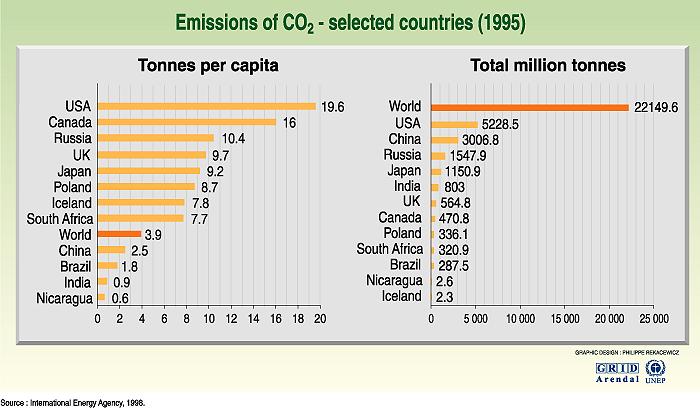 Emissions of CO₂ - selected countries (1995)
Tonnes per capita
USA 19.6
Canada 16
Russia 10.4
UK 9.7
Japan 9.2
Poland 8.7
Iceland 7.8
South Africa 7.7
World 3.9
China 2.5
Brazil 1.8
India 0.9
Nicaragua 0.6
0 2 4 6 8 10 12 14 16 18 20
Total million tonnes
World 22149.6
USA 5228.5
China 3006.8
Russia 1547.9
Japan 1150.9
India 803
UK 564.8
Canada 470.8
Poland 336.1
South Africa 320.9
Brazil 287.5
Nicaragua 2.6
Iceland 2.3
0 5 000 10 000 15 000 20 000 25 000
GRAPHIC DESIGN : PHILIPPE REKACEWICZ
GRID
Arendal UNEP
Source : International Energy Agency, 1998.